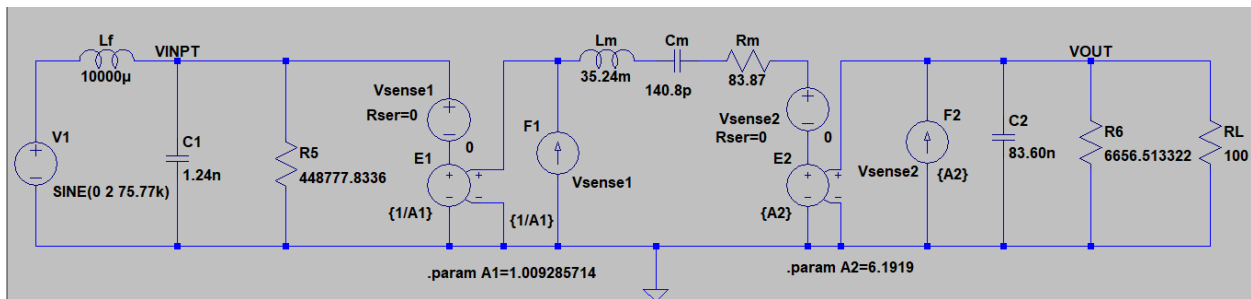 Lf
10000µ
VINPT
V1
SINE(0 2 75.77k)
C1
1.24n
R5
448777.8336
Vsense1
Rser=0
0
E1
{1/A1}
{1/A1}
F1
Vsense1
Lm
35.24m
Cm
140.8p
Rm
83.87
Vsense2
Rser=0
0
E2
{A2}
F2
Vsense2
{A2}
VOUT
C2
83.60n
R6
6656.513322
RL
100
.param A1=1.009285714
.param A2=6.1919